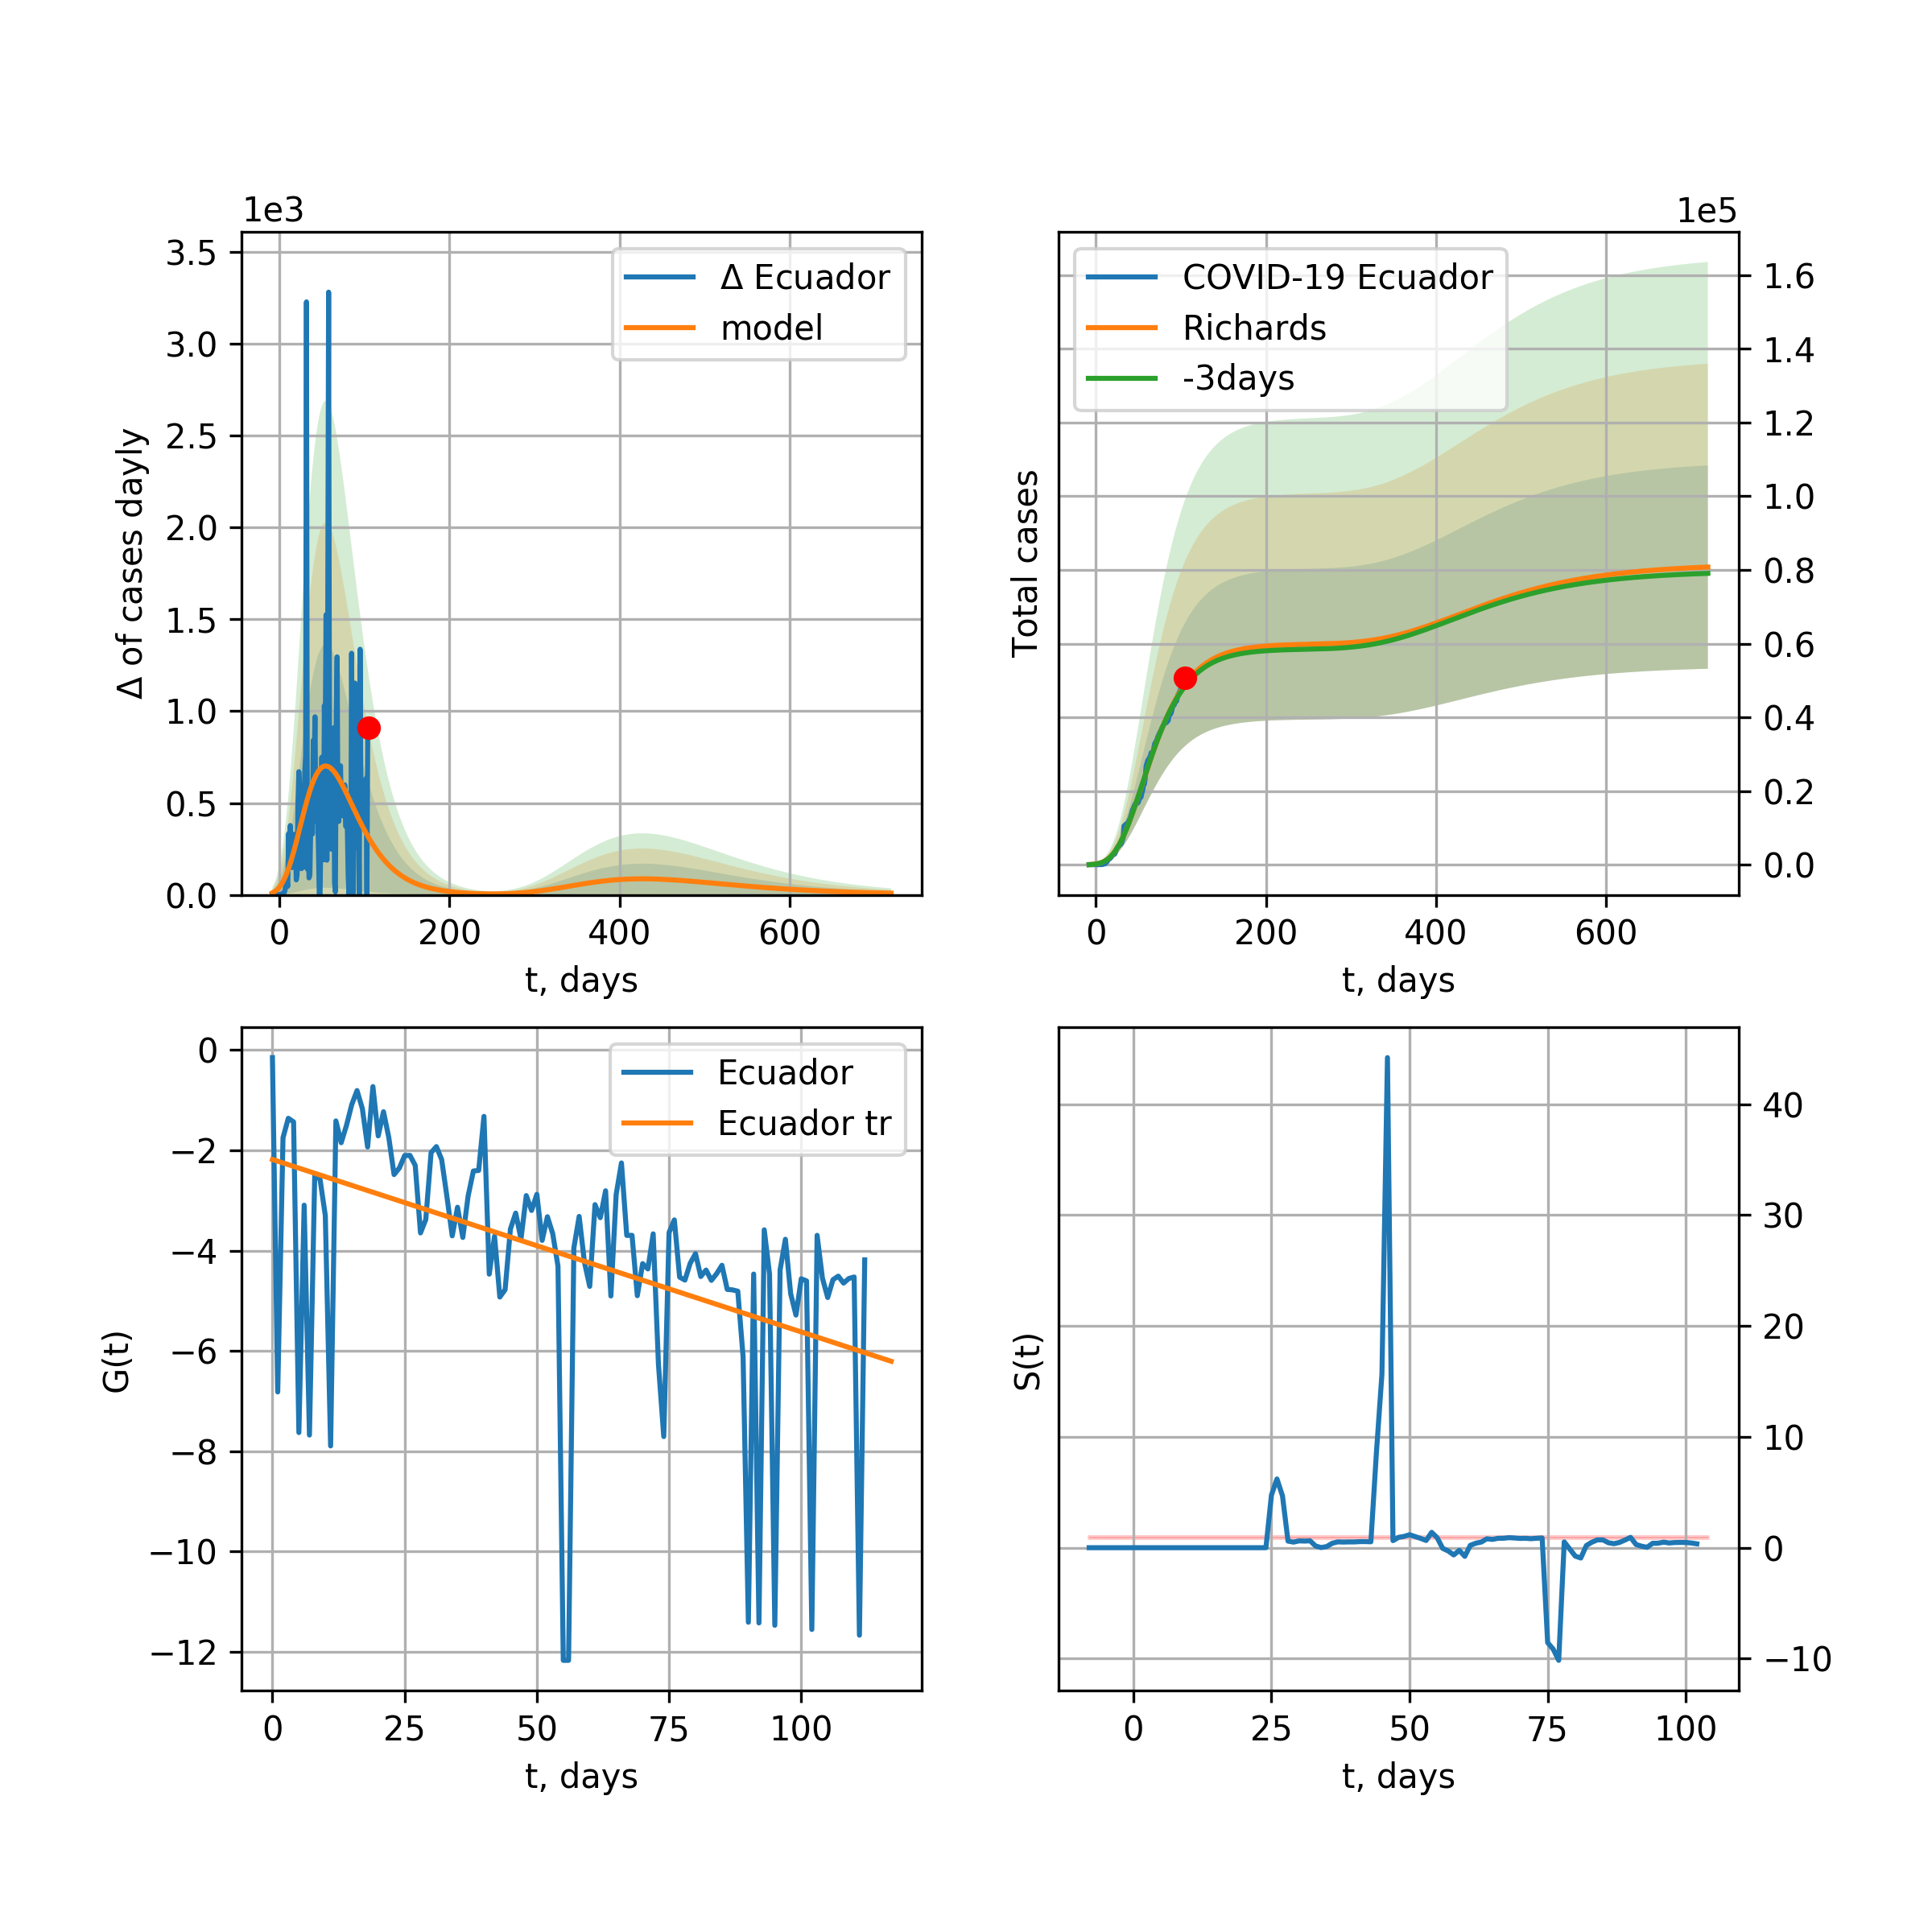 1e3
3.5
3.0
2.5
2.0
1.5
1.0
0.5
0.0
Δ of cases dayly
0 200 400 600
t, days
Δ Ecuador
model
1e5
1.6
1.4
1.2
1.0
0.8
0.6
0.4
0.2
0.0
Total cases
0 200 400 600
t, days
COVID-19 Ecuador
Richards
-3days
0
−2
−4
−6
−8
−10
−12
G(t)
0 25 50 75 100
t, days
Ecuador
Ecuador tr
40
30
20
10
0
−10
S(t)
0 25 50 75 100
t, days